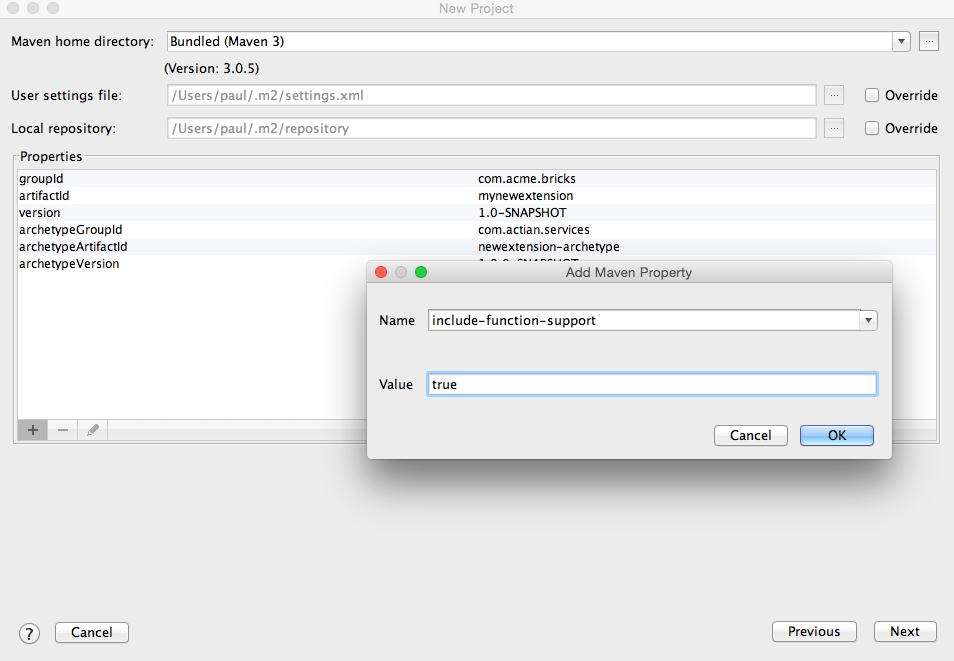 New Project
Maven home directory: Bundled (Maven 3) ...
(Version: 3.0.5)
User settings file: /Users/paul/.m2/settings.xml ... Override
Local repository: /Users/paul/.m2/repository ... Override
Properties
groupId com.acme.bricks
artifactId mynewextension
version 1.0-SNAPSHOT
archetypeGroupId com.actian.services
archetypeArtifactId newextension-archetype
archetypeVersion
Add Maven Property
Name include-function-support
Value true
Cancel OK
? Cancel Previous Next